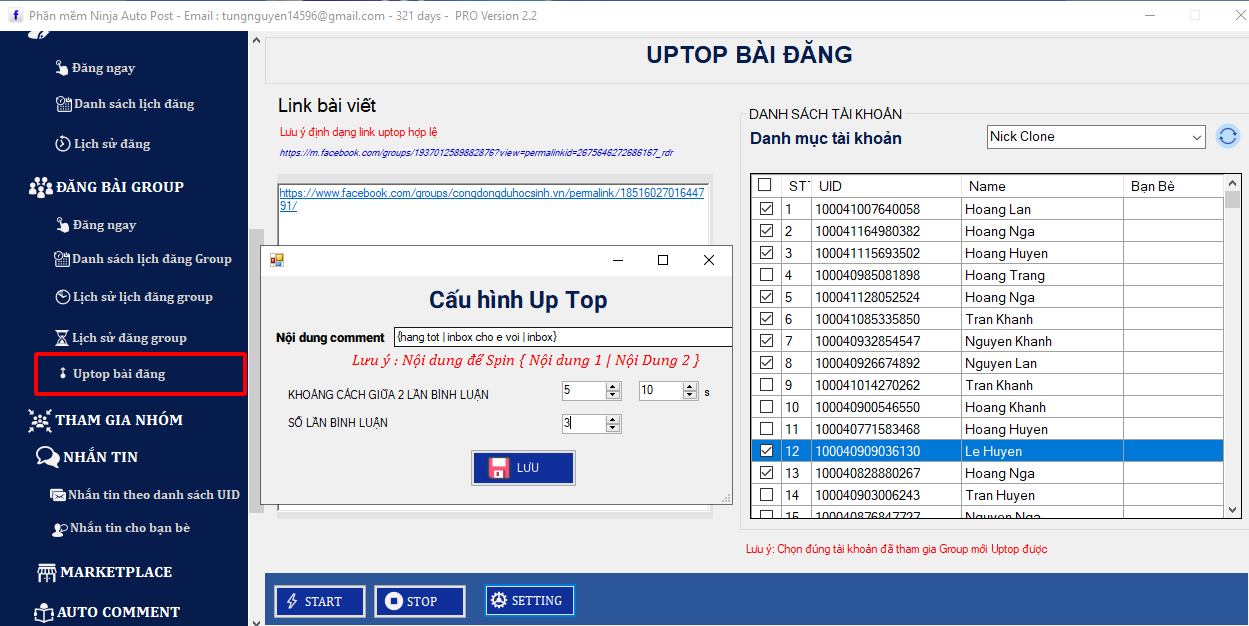 Phần mềm Ninja Auto Post - Email : tungnguyen14596@gmail.com - 321 days - PRO Version 2.2
Đăng ngay
Danh sách lịch đăng
Lịch sử đăng
ĐĂNG BÀI GROUP
Đăng ngay
Danh sách lịch đăng Group
Lịch sử lịch đăng group
Lịch sử đăng group
Uptop bài đăng
THAM GIA NHÓM
NHẮN TIN
Nhắn tin theo danh sách UID
Nhắn tin cho bạn bè
MARKETPLACE
AUTO COMMENT
UPTOP BÀI ĐĂNG
Link bài viết
Lưu ý định dạng link uptop hợp lệ
https://m.facebook.com/groups/1937012589882876?view=permalinkid=2675646272686167_rdr
https://www.facebook.com/groups/congdongduhocsinh.vn/permalink/18516027016447
91/
Cấu hình Up Top
Nội dung comment {hang tot | inbox cho e voi | inbox}
Lưu ý : Nội dung để Spin { Nội dung 1 | Nội Dung 2 }
KHOẢNG CÁCH GIỮA 2 LẦN BÌNH LUẬN 5 10 s
SỐ LẦN BÌNH LUẬN 3
LƯU
DANH SÁCH TÀI KHOẢN
Danh mục tài khoản Nick Clone
ST UID Name Bạn Bè
1 100041007640058 Hoang Lan
2 100041164980382 Hoang Nga
3 100041115693502 Hoang Huyen
4 100040985081898 Hoang Trang
5 100041128052524 Hoang Nga
6 100041085335850 Tran Khanh
7 100040932854547 Nguyen Khanh
8 100040926674892 Nguyen Lan
9 100041014270262 Tran Khanh
10 100040900546550 Hoang Khanh
11 100040771583468 Hoang Huyen
12 100040909036130 Le Huyen
13 100040828880267 Hoang Nga
14 100040903006243 Tran Huyen
15 100040876847727 Nguyen Nga
Lưu ý: Chọn đúng tài khoản đã tham gia Group mới Uptop được
START STOP SETTING